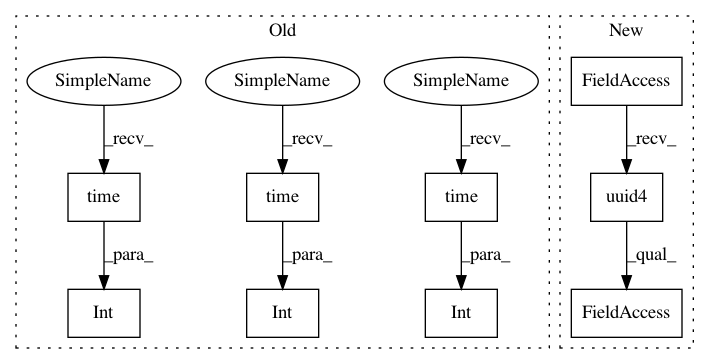 Old
New
SimpleName
SimpleName
SimpleName
FieldAccess
_recv_
_recv_
_recv_
_recv_
time
time
time
uuid4
_para_
_para_
_para_
_qual_
Int
Int
Int
FieldAccess